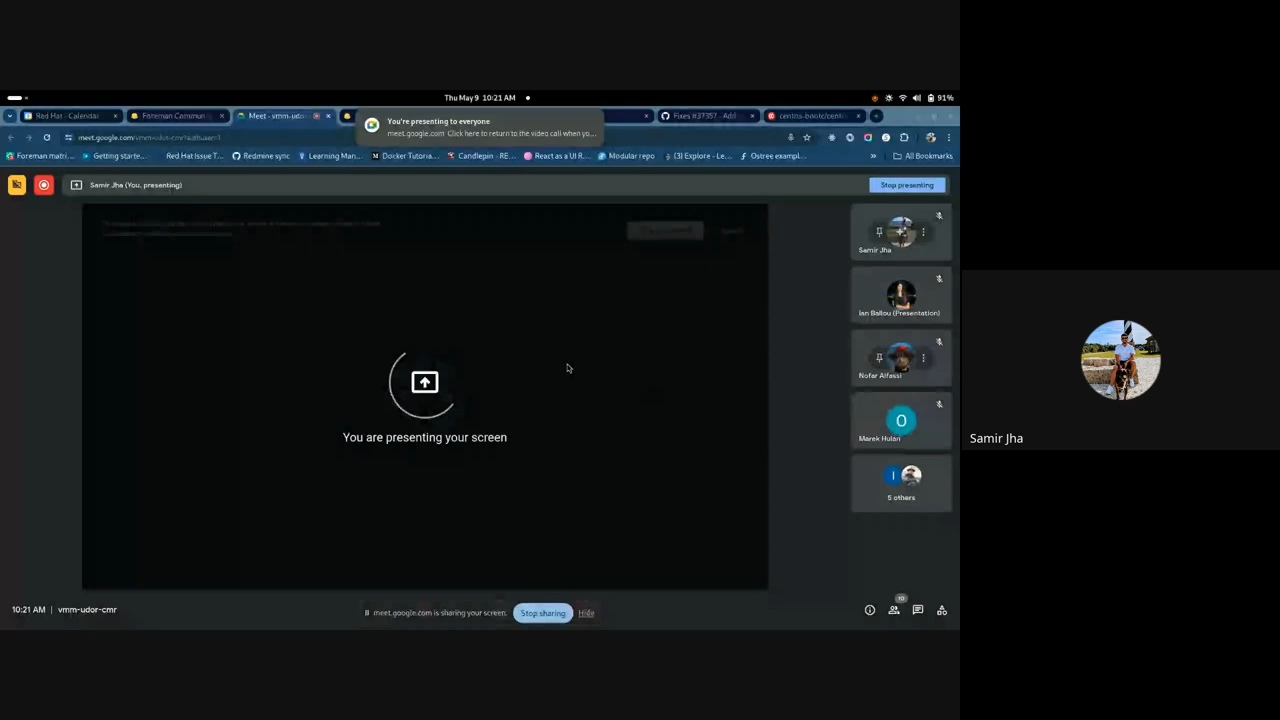 Thu May 9 10:21 AM
91%
Red Hat - Calendar
Foreman Communi
Meet - vmm-udor
Fixes #37357 - Add
centos-bootc/cento
You're presenting to everyone
meet.google.com Click here to return to the video call when yo...
Foreman matri...
Getting starte...
Red Hat Issue T...
Redmine sync
Learning Man...
Docker Tutoria...
Candlepin - RE...
React as a UI R...
Modular repo
(3) Explore - Le...
Ostree exampl...
»
All Bookmarks
Samir Jha (You, presenting)
Stop presenting
You are presenting your screen
Samir Jha
Ian Ballou (Presentation)
Nofar Alfassi
O
Marek Hulan
I
5 others
Samir Jha
10:21 AM | vmm-udor-cmr
meet.google.com is sharing your screen.
Stop sharing
Hide
10